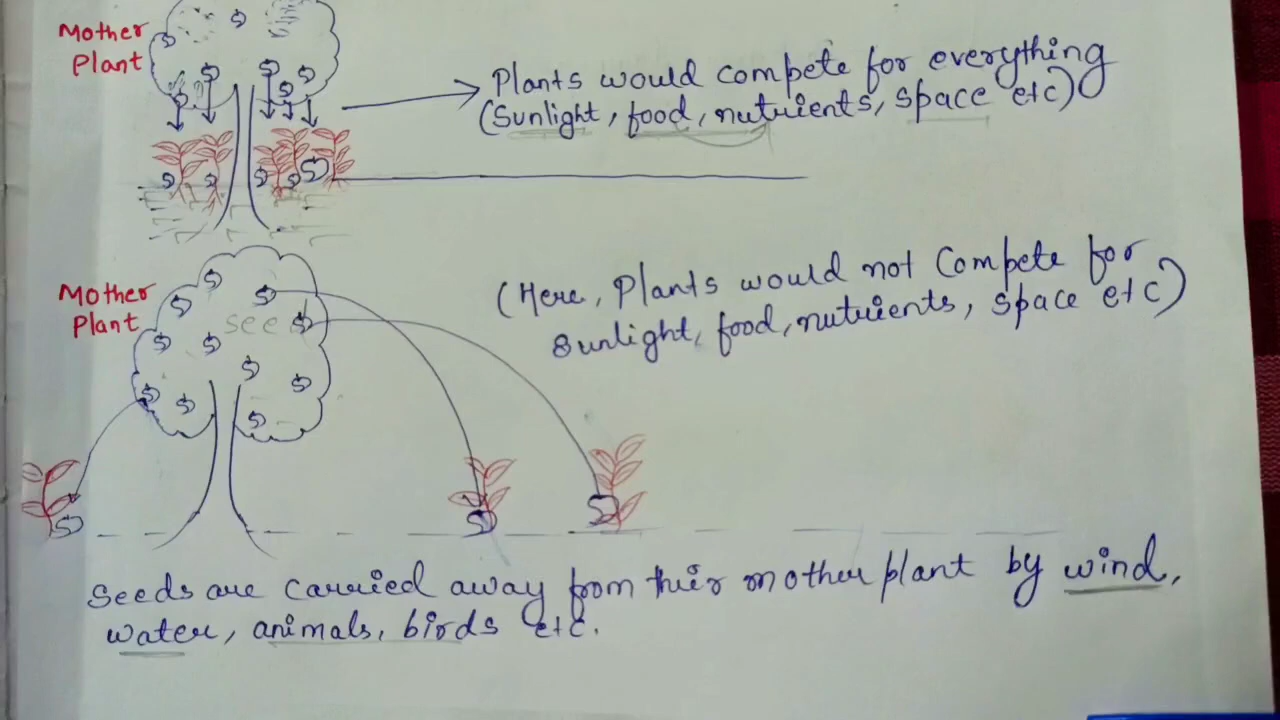 Mother
Plant
Plants would compete for everything
(Sunlight, food, nutrients, space etc)
Mother
Plant
see
(Here, Plants would not Compete for
sunlight, food, nutrients, space etc)
Seeds are carried away from their mother plant by wind,
water, animals, birds etc.